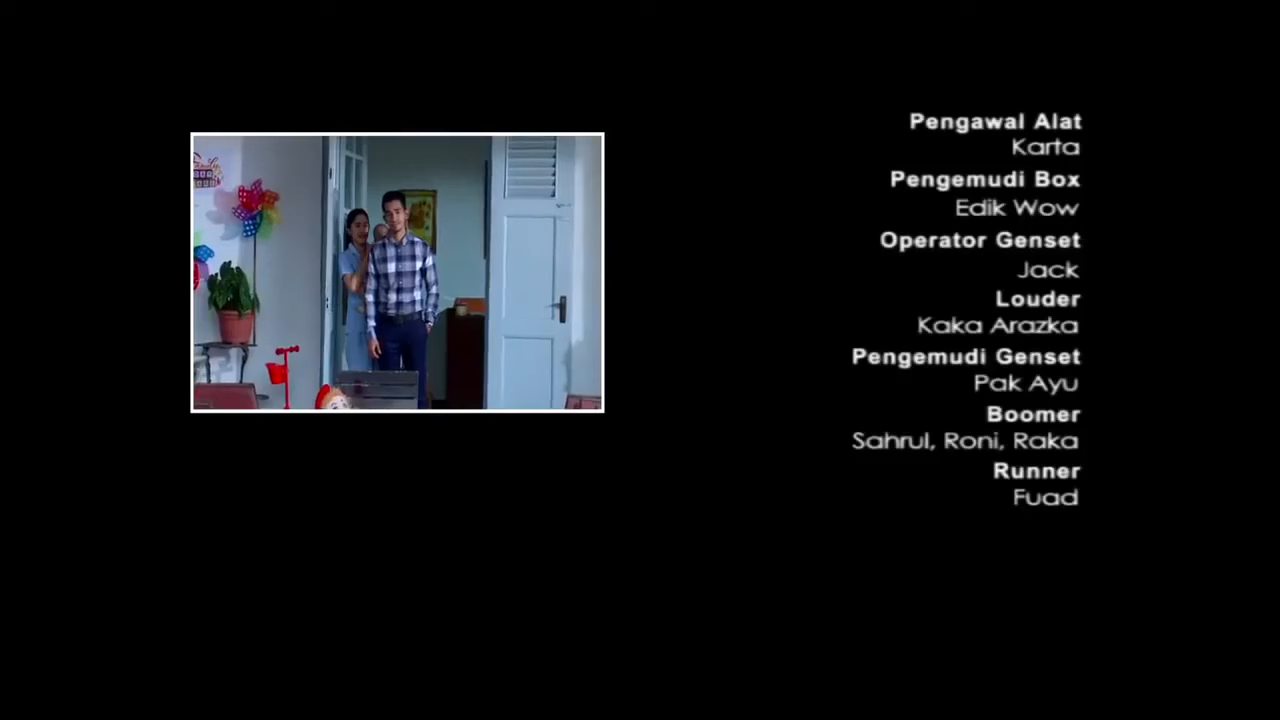 Family
Pengawal Alat
Karta
Pengemudi Box
Edik Wow
Operator Genset
Jack
Louder
Kaka Arazka
Pengemudi Genset
Pak Ayu
Boomer
Sahrul, Roni, Raka
Runner
Fuad